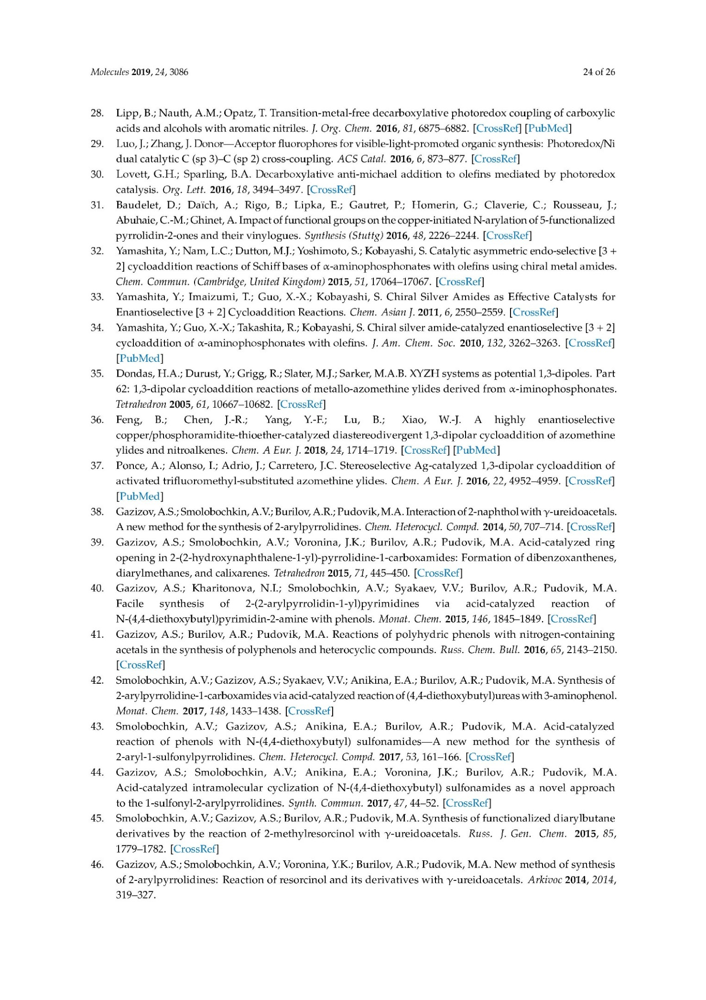 Molecules 2019, 24, 3086
24 of 26
28. Lipp, B.; Nauth, A.M.; Opatz, T. Transition-metal-free decarboxylative photoredox coupling of carboxylic
acids and alcohols with aromatic nitriles. J. Org. Chem. 2016, 81, 6875–6882. [CrossRef] [PubMed]
29. Luo, J.; Zhang, J. Donor—Acceptor fluorophores for visible-light-promoted organic synthesis: Photoredox/Ni
dual catalytic C (sp 3)–C (sp 2) cross-coupling. ACS Catal. 2016, 6, 873–877. [CrossRef]
30. Lovett, G.H.; Sparling, B.A. Decarboxylative anti-michael addition to olefins mediated by photoredox
catalysis. Org. Lett. 2016, 18, 3494–3497. [CrossRef]
31. Baudelet, D.; Daïch, A.; Rigo, B.; Lipka, E.; Gautret, P.; Homerin, G.; Claverie, C.; Rousseau, J.;
Abuhaie, C.-M.; Ghinet, A. Impact of functional groups on the copper-initiated N-arylation of 5-functionalized
pyrrolidin-2-ones and their vinylogues. Synthesis (Stuttg) 2016, 48, 2226–2244. [CrossRef]
32. Yamashita, Y.; Nam, L.C.; Dutton, M.J.; Yoshimoto, S.; Kobayashi, S. Catalytic asymmetric endo-selective [3 +
2] cycloaddition reactions of Schiff bases of α-aminophosphonates with olefins using chiral metal amides.
Chem. Commun. (Cambridge, United Kingdom) 2015, 51, 17064–17067. [CrossRef]
33. Yamashita, Y.; Imaizumi, T.; Guo, X.-X.; Kobayashi, S. Chiral Silver Amides as Effective Catalysts for
Enantioselective [3 + 2] Cycloaddition Reactions. Chem. Asian J. 2011, 6, 2550–2559. [CrossRef]
34. Yamashita, Y.; Guo, X.-X.; Takashita, R.; Kobayashi, S. Chiral silver amide-catalyzed enantioselective [3 + 2]
cycloaddition of α-aminophosphonates with olefins. J. Am. Chem. Soc. 2010, 132, 3262–3263. [CrossRef]
[PubMed]
35. Dondas, H.A.; Durust, Y.; Grigg, R.; Slater, M.J.; Sarker, M.A.B. XYZH systems as potential 1,3-dipoles. Part
62: 1,3-dipolar cycloaddition reactions of metallo-azomethine ylides derived from α-iminophosphonates.
Tetrahedron 2005, 61, 10667–10682. [CrossRef]
36. Feng, B.; Chen, J.-R.; Yang, Y.-F.; Lu, B.; Xiao, W.-J. A highly enantioselective
copper/phosphoramidite-thioether-catalyzed diastereodivergent 1,3-dipolar cycloaddition of azomethine
ylides and nitroalkenes. Chem. A Eur. J. 2018, 24, 1714–1719. [CrossRef] [PubMed]
37. Ponce, A.; Alonso, I.; Adrio, J.; Carretero, J.C. Stereoselective Ag-catalyzed 1,3-dipolar cycloaddition of
activated trifluoromethyl-substituted azomethine ylides. Chem. A Eur. J. 2016, 22, 4952–4959. [CrossRef]
[PubMed]
38. Gazizov, A.S.; Smolobochkin, A.V.; Burilov, A.R.; Pudovik, M.A. Interaction of 2-naphthol with γ-ureidoacetals.
A new method for the synthesis of 2-arylpyrrolidines. Chem. Heterocycl. Compd. 2014, 50, 707–714. [CrossRef]
39. Gazizov, A.S.; Smolobochkin, A.V.; Voronina, J.K.; Burilov, A.R.; Pudovik, M.A. Acid-catalyzed ring
opening in 2-(2-hydroxynaphthalene-1-yl)-pyrrolidine-1-carboxamides: Formation of dibenzoxanthenes,
diarylmethanes, and calixarenes. Tetrahedron 2015, 71, 445–450. [CrossRef]
40. Gazizov, A.S.; Kharitonova, N.I.; Smolobochkin, A.V.; Syakaev, V.V.; Burilov, A.R.; Pudovik, M.A.
Facile synthesis of 2-(2-arylpyrrolidin-1-yl)pyrimidines via acid-catalyzed reaction of
N-(4,4-diethoxybutyl)pyrimidin-2-amine with phenols. Monat. Chem. 2015, 146, 1845–1849. [CrossRef]
41. Gazizov, A.S.; Burilov, A.R.; Pudovik, M.A. Reactions of polyhydric phenols with nitrogen-containing
acetals in the synthesis of polyphenols and heterocyclic compounds. Russ. Chem. Bull. 2016, 65, 2143–2150.
[CrossRef]
42. Smolobochkin, A.V.; Gazizov, A.S.; Syakaev, V.V.; Anikina, E.A.; Burilov, A.R.; Pudovik, M.A. Synthesis of
2-arylpyrrolidine-1-carboxamides via acid-catalyzed reaction of (4,4-diethoxybutyl)ureas with 3-aminophenol.
Monat. Chem. 2017, 148, 1433–1438. [CrossRef]
43. Smolobochkin, A.V.; Gazizov, A.S.; Anikina, E.A.; Burilov, A.R.; Pudovik, M.A. Acid-catalyzed
reaction of phenols with N-(4,4-diethoxybutyl) sulfonamides—A new method for the synthesis of
2-aryl-1-sulfonylpyrrolidines. Chem. Heterocycl. Compd. 2017, 53, 161–166. [CrossRef]
44. Gazizov, A.S.; Smolobochkin, A.V.; Anikina, E.A.; Voronina, J.K.; Burilov, A.R.; Pudovik, M.A.
Acid-catalyzed intramolecular cyclization of N-(4,4-diethoxybutyl) sulfonamides as a novel approach
to the 1-sulfonyl-2-arylpyrrolidines. Synth. Commun. 2017, 47, 44–52. [CrossRef]
45. Smolobochkin, A.V.; Gazizov, A.S.; Burilov, A.R.; Pudovik, M.A. Synthesis of functionalized diarylbutane
derivatives by the reaction of 2-methylresorcinol with γ-ureidoacetals. Russ. J. Gen. Chem. 2015, 85,
1779–1782. [CrossRef]
46. Gazizov, A.S.; Smolobochkin, A.V.; Voronina, Y.K.; Burilov, A.R.; Pudovik, M.A. New method of synthesis
of 2-arylpyrrolidines: Reaction of resorcinol and its derivatives with γ-ureidoacetals. Arkivoc 2014, 2014,
319–327.